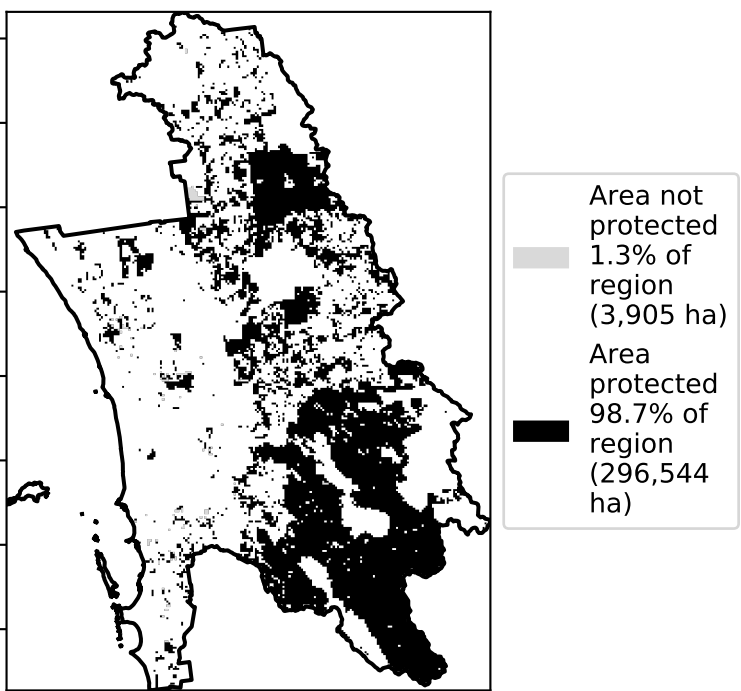 Area not
protected
1.3% of
region
(3,905 ha)
Area
protected
98.7% of
region
(296,544
ha)